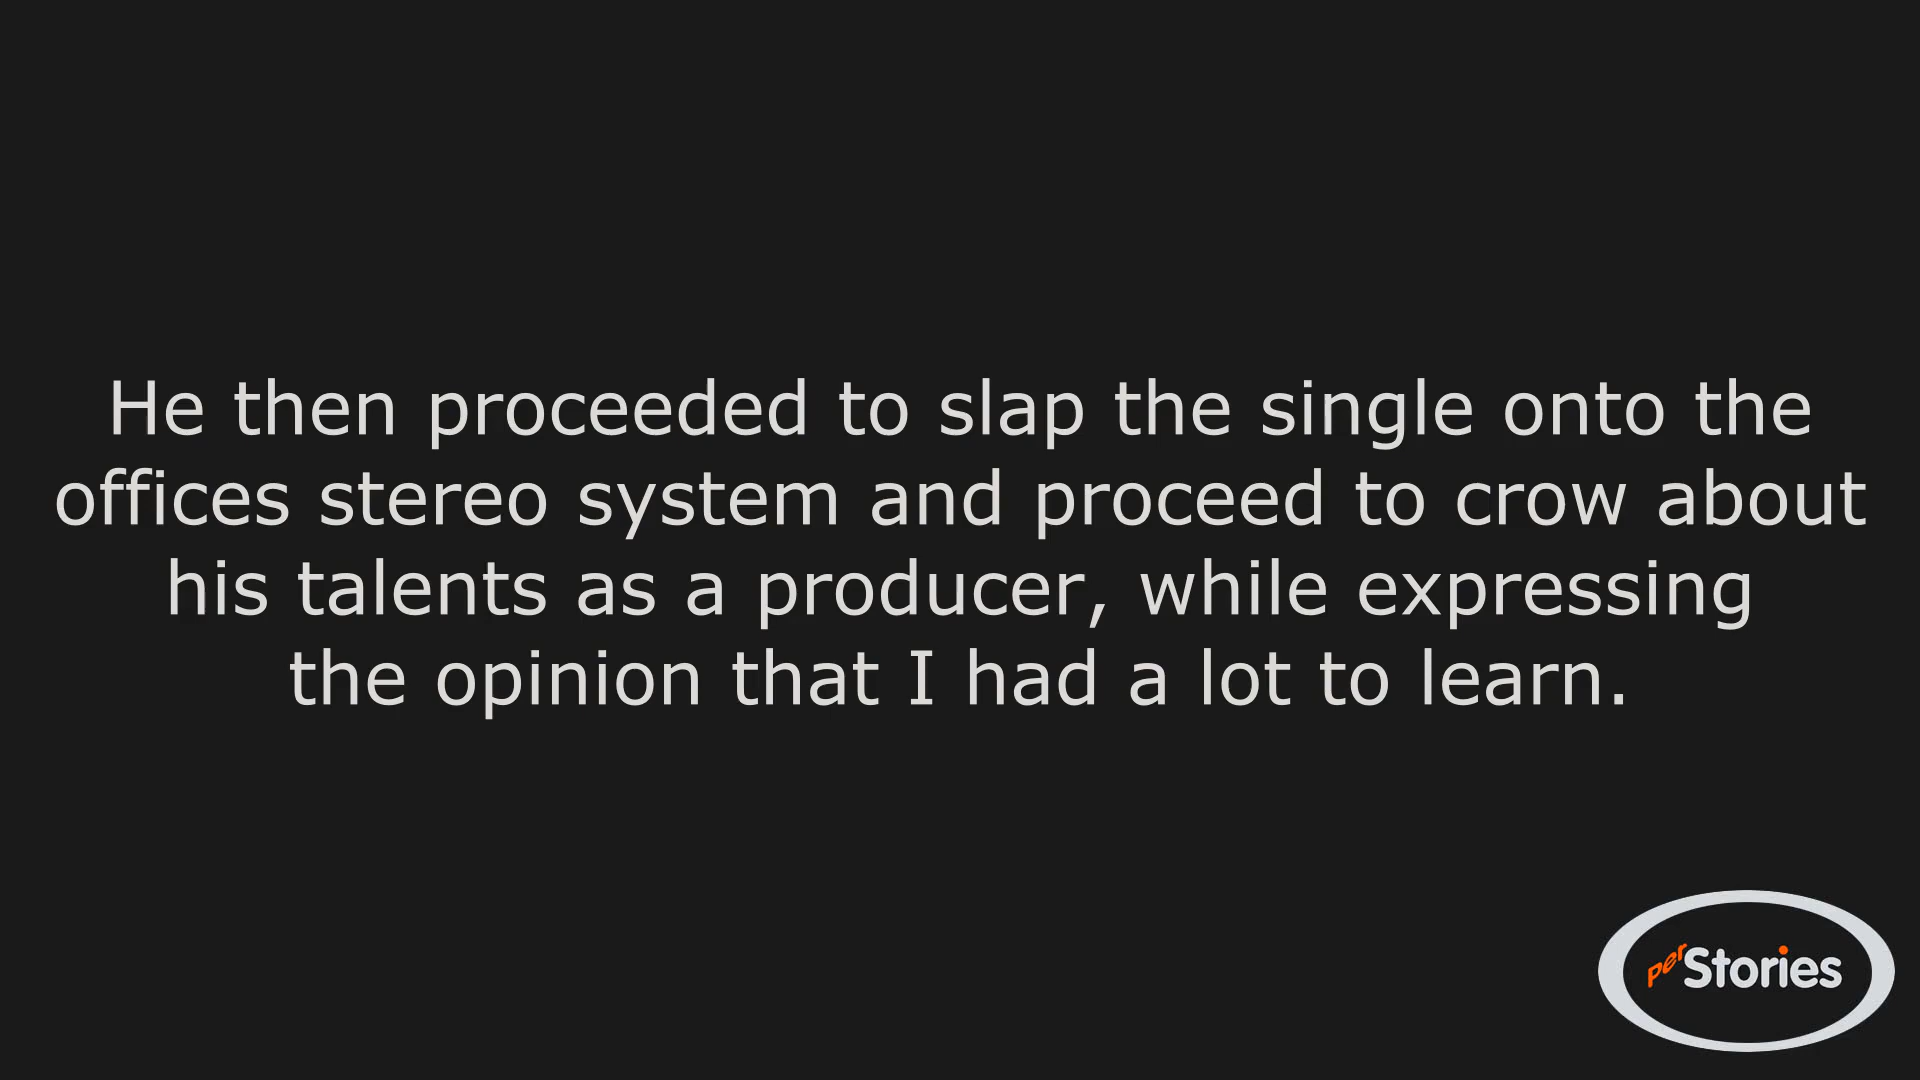 He then proceeded to slap the single onto the
offices stereo system and proceed to crow about
his talents as a producer, while expressing
the opinion that I had a lot to learn.
perStories